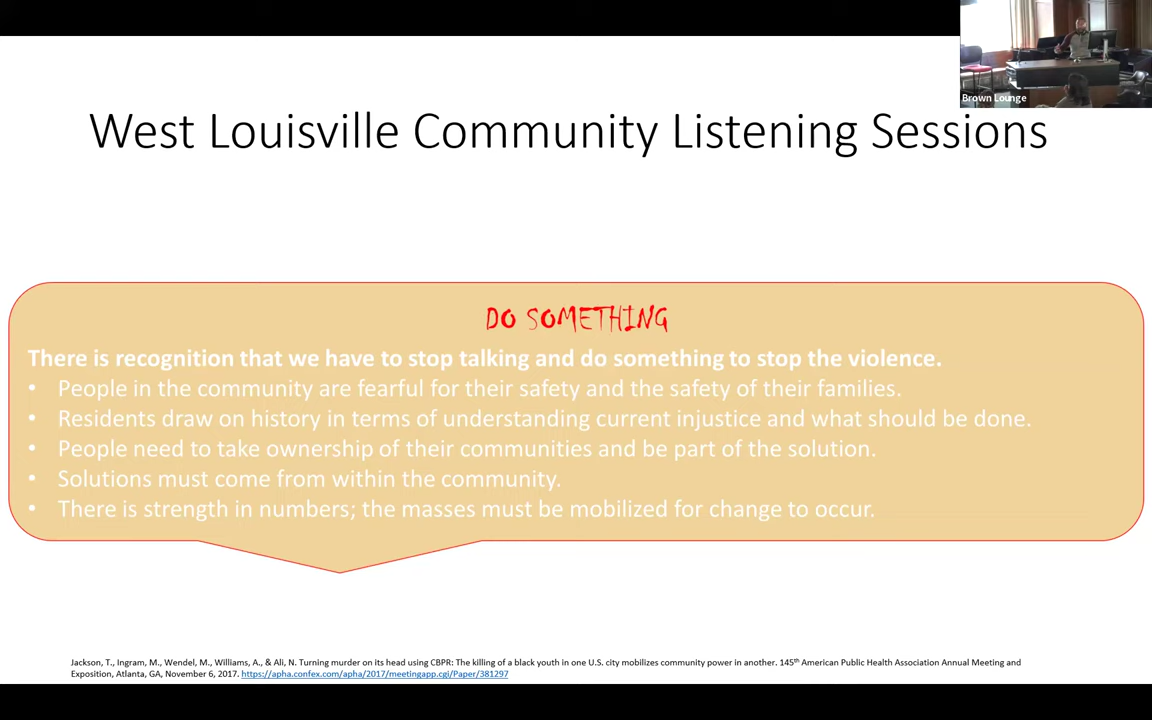 Brown Lounge
West Louisville Community Listening Sessions
DO SOMETHING
There is recognition that we have to stop talking and do something to stop the violence.
• People in the community are fearful for their safety and the safety of their families.
• Residents draw on history in terms of understanding current injustice and what should be done.
• People need to take ownership of their communities and be part of the solution.
• Solutions must come from within the community.
• There is strength in numbers; the masses must be mobilized for change to occur.
Jackson, T., Ingram, M., Wendel, M., Williams, A., & Ali, N. Turning murder on its head using CBPR: The killing of a black youth in one U.S. city mobilizes community power in another. 145th American Public Health Association Annual Meeting and
Exposition, Atlanta, GA, November 6, 2017. https://apha.confex.com/apha/2017/meetingapp.cgi/Paper/381297